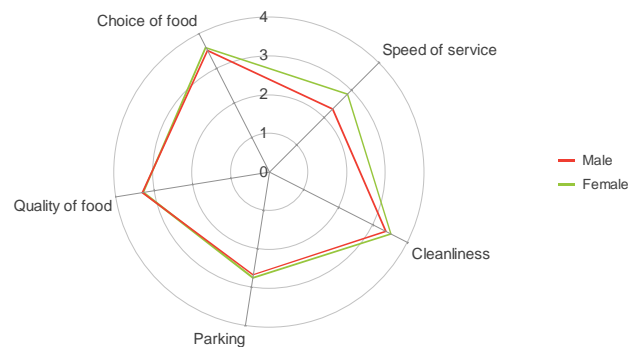 4
Choice of food
Speed of service
3
2
1
0
Male
Female
Quality of food
Cleanliness
Parking